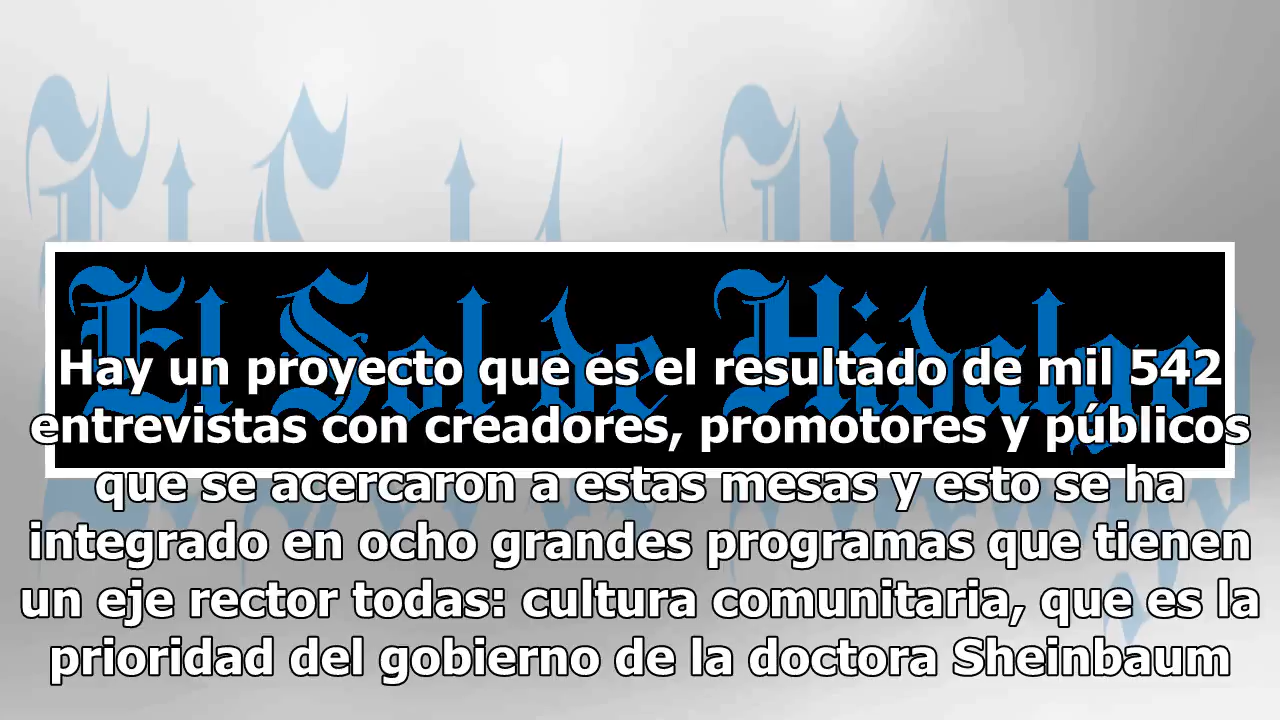 El Sol de Hidalgo
Hay un proyecto que es el resultado de mil 542
entrevistas con creadores, promotores y públicos
que se acercaron a estas mesas y esto se ha
integrado en ocho grandes programas que tienen
un eje rector todas: cultura comunitaria, que es la
prioridad del gobierno de la doctora Sheinbaum